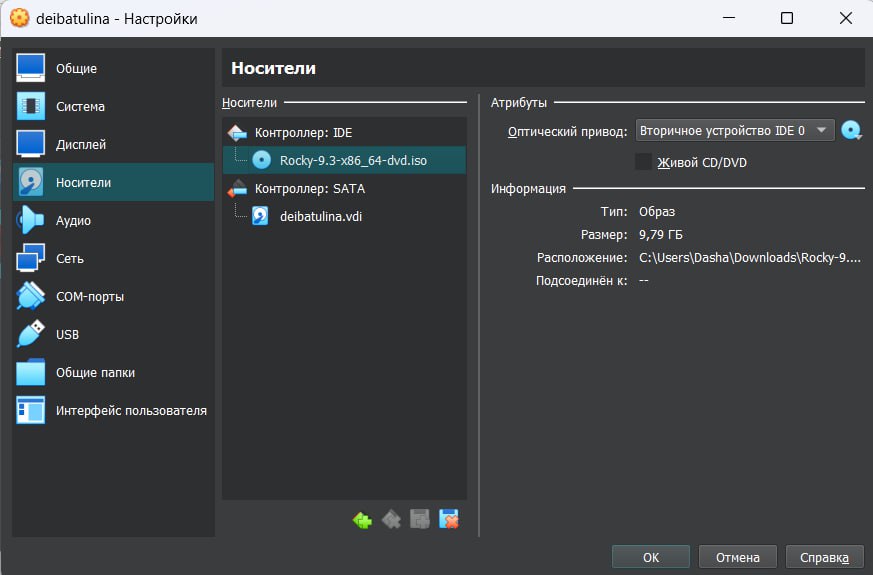 deibatulina - Настройки
Общие
Система
Дисплей
Носители
Аудио
Сеть
COM-порты
USB
Общие папки
Интерфейс пользователя
Носители
Носители
Контроллер: IDE
Rocky-9.3-x86_64-dvd.iso
Контроллер: SATA
deibatulina.vdi
Атрибуты
Оптический привод: Вторичное устройство IDE 0
Живой CD/DVD
Информация
Тип: Образ
Размер: 9,79 ГБ
Расположение: C:\Users\Dasha\Downloads\Rocky-9....
Подсоединён к: --
OK
Отмена
Справка